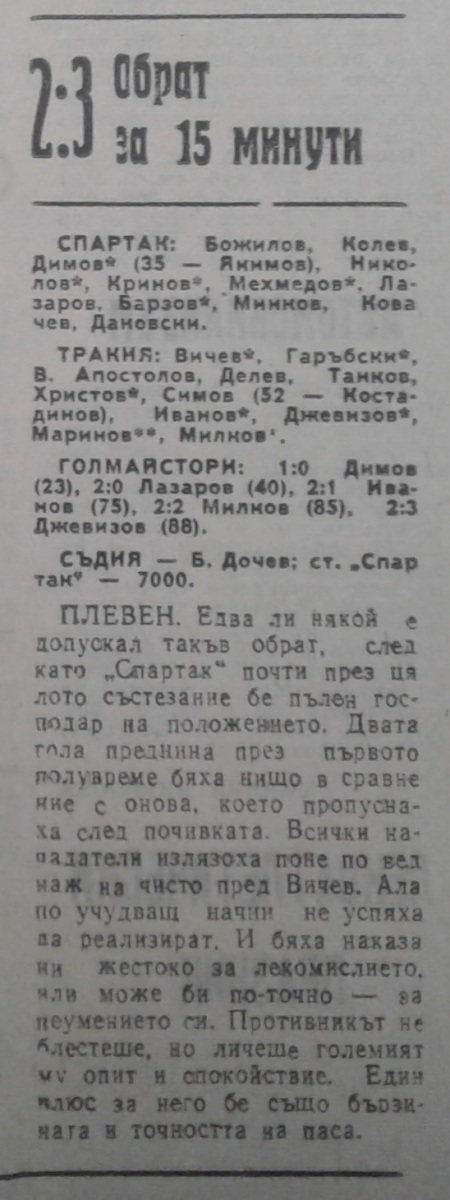 2:3 Обрат
за 15 минути
СПАРТАК: Божилов, Колев,
Димов* (35 — Якимов), Нико-
лов*, Кринов*, Мехмедов*, Ла-
заров, Барзов*, Минков, Кова
чев, Дановски.
ТРАКИЯ: Вичев*, Гаръбски*,
В. Апостолов, Делев, Танков,
Христов*, Симов (52 — Коста-
динов), Иванов*, Джевизов*,
Маринов**, Милков*.
ГОЛМАЙСТОРИ: 1:0 Димов
(23), 2:0 Лазаров (40), 2:1 Ива-
нов (75), 2:2 Милков (85), 2:3
Джевизов (88).
СЪДИЯ — Б. Дочев; ст. „Спар
так" — 7000.
ПЛЕВЕН. Едва ли някой е
допускал такъв обрат, след
като „Спартак" почти през ця
лото състезание бе пълен гос-
подар на положението. Двата
гола преднина през първото
полувреме бяха нищо в сравне
ние с онова, което пропусна-
ха след почивката. Всички на-
падатели излязоха поне по вед
наж на чисто пред Вичев. Ала
по учудващ начин не успяха
да реализират. И бяха наказа
ни жестоко за лекомислието,
или може би по-точно — за
неумението си. Противникът не
блестеше, но личеше големият
му опит и спокойствие. Един
плюс за него бе също бързи-
ната и точността на паса.